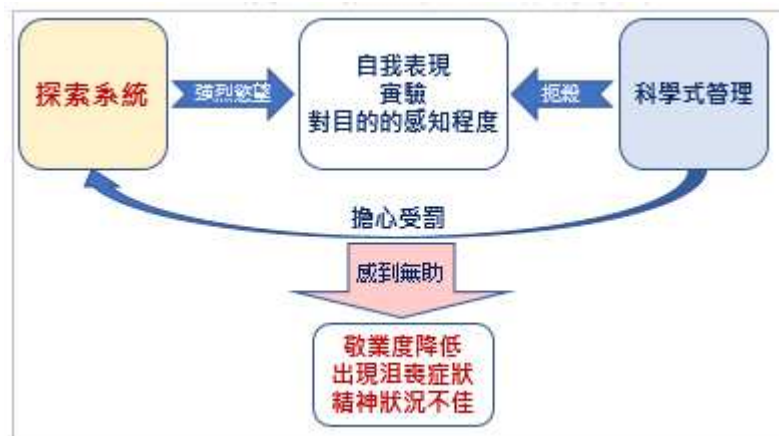 探索系統
強烈慾望
自我表現
實驗
對目的的感知程度
扼殺
科學式管理
擔心受罰
感到無助
敬業度降低
出現沮喪症狀
精神狀況不佳